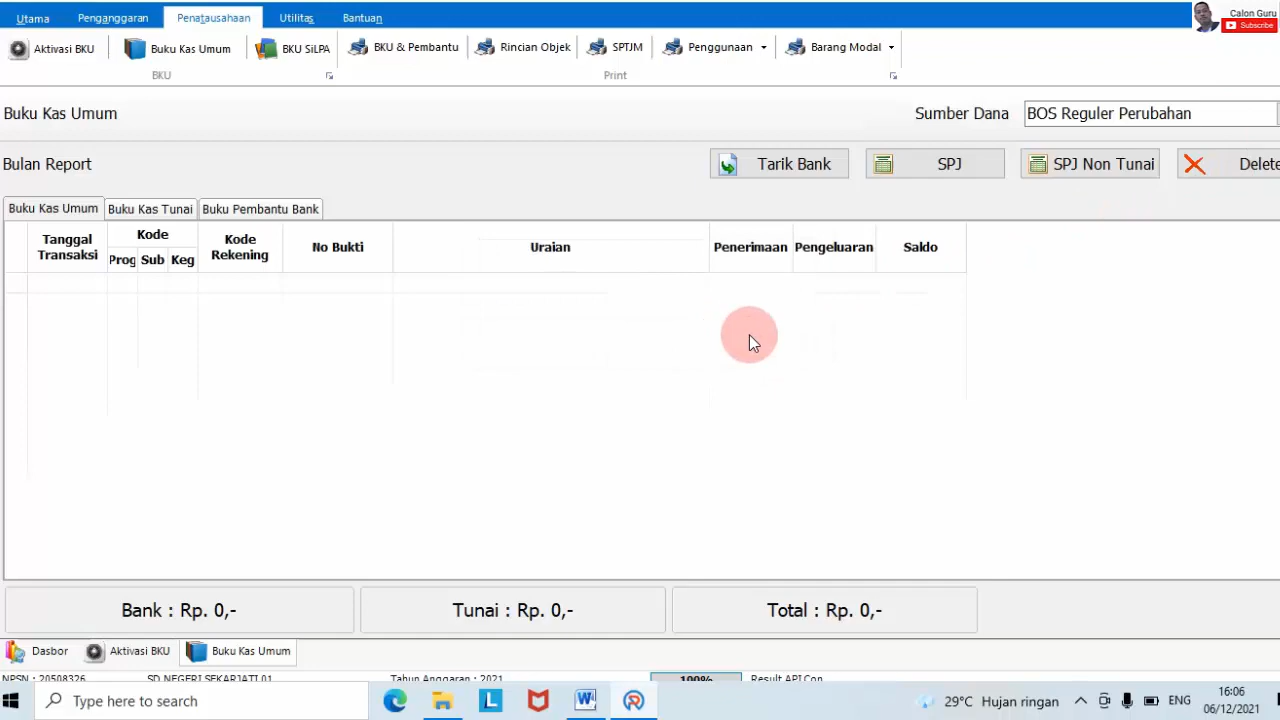 Utama Penganggaran Penatausahaan Utilitas Bantuan
Calon Guru
Subscribe
Aktivasi BKU Buku Kas Umum BKU SiLPA BKU & Pembantu Rincian Objek SPTJM Penggunaan Barang Modal
BKU Print
Buku Kas Umum Sumber Dana BOS Reguler Perubahan
Bulan Report Tarik Bank SPJ SPJ Non Tunai Delete
Buku Kas Umum Buku Kas Tunai Buku Pembantu Bank
Tanggal Transaksi Kode Prog Sub Keg Kode Rekening No Bukti Uraian Penerimaan Pengeluaran Saldo
Bank : Rp. 0,- Tunai : Rp. 0,- Total : Rp. 0,-
Dasbor Aktivasi BKU Buku Kas Umum
NPSN : 20508326 SD NEGERI SEKARJATI 01 Tahun Anggaran : 2021 100% Result API Con
Type here to search 29°C Hujan ringan ENG 16:06
06/12/2021